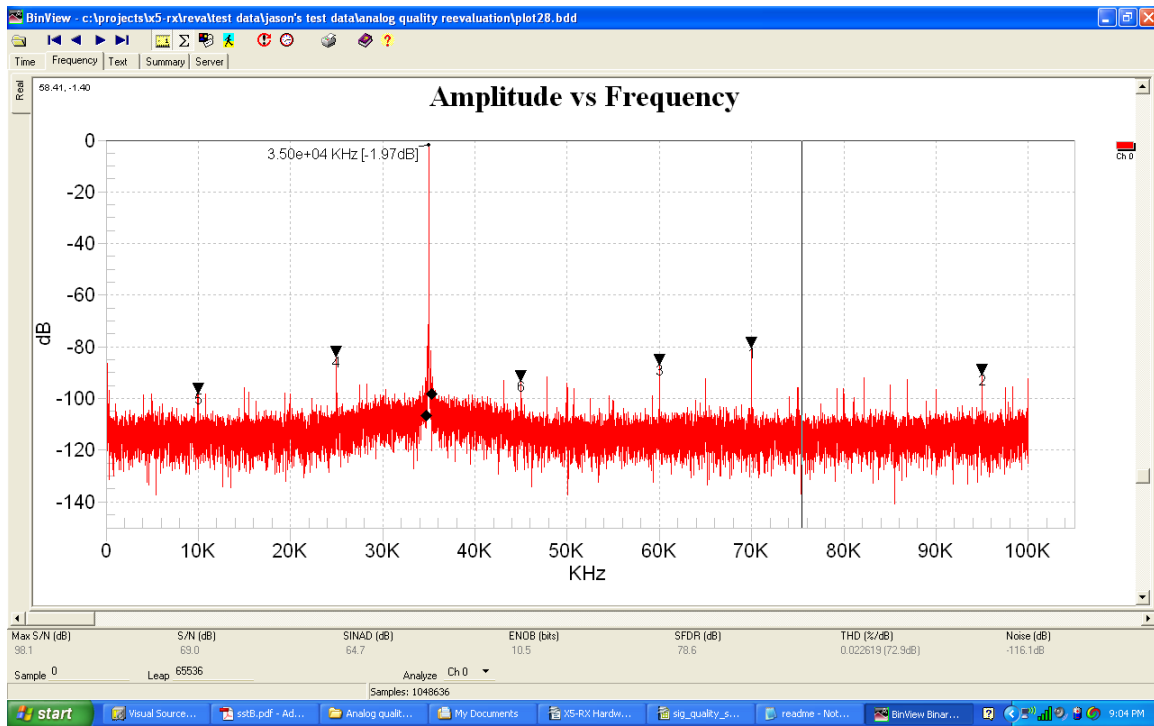 BinView - c:\projects\x5-rx\reva\test data\jason's test data\analog quality reevaluation\plot28.bdd
Time Frequency Text Summary Server
Real
58.41, -1.40
Amplitude vs Frequency
3.50e+04 KHz [-1.97dB]
Ch 0
0
-20
-40
-60
-80
-100
-120
-140
dB
5 4 6 3 1 2
0 10K 20K 30K 40K 50K 60K 70K 80K 90K 100K
KHz
Max S/N (dB) S/N (dB) SINAD (dB) ENOB (bits) SFDR (dB) THD (%/dB) Noise (dB)
98.1 69.0 64.7 10.5 78.6 0.022619 (72.9dB) -116.1dB
Sample 0 Leap 65536 Analyze Ch 0
Samples: 1048636
start Visual Source... sstB.pdf - Ad... Analog qualit... My Documents X5-RX Hardw... sig_quality_s... readme - Not... BinView Binar... 9:04 PM